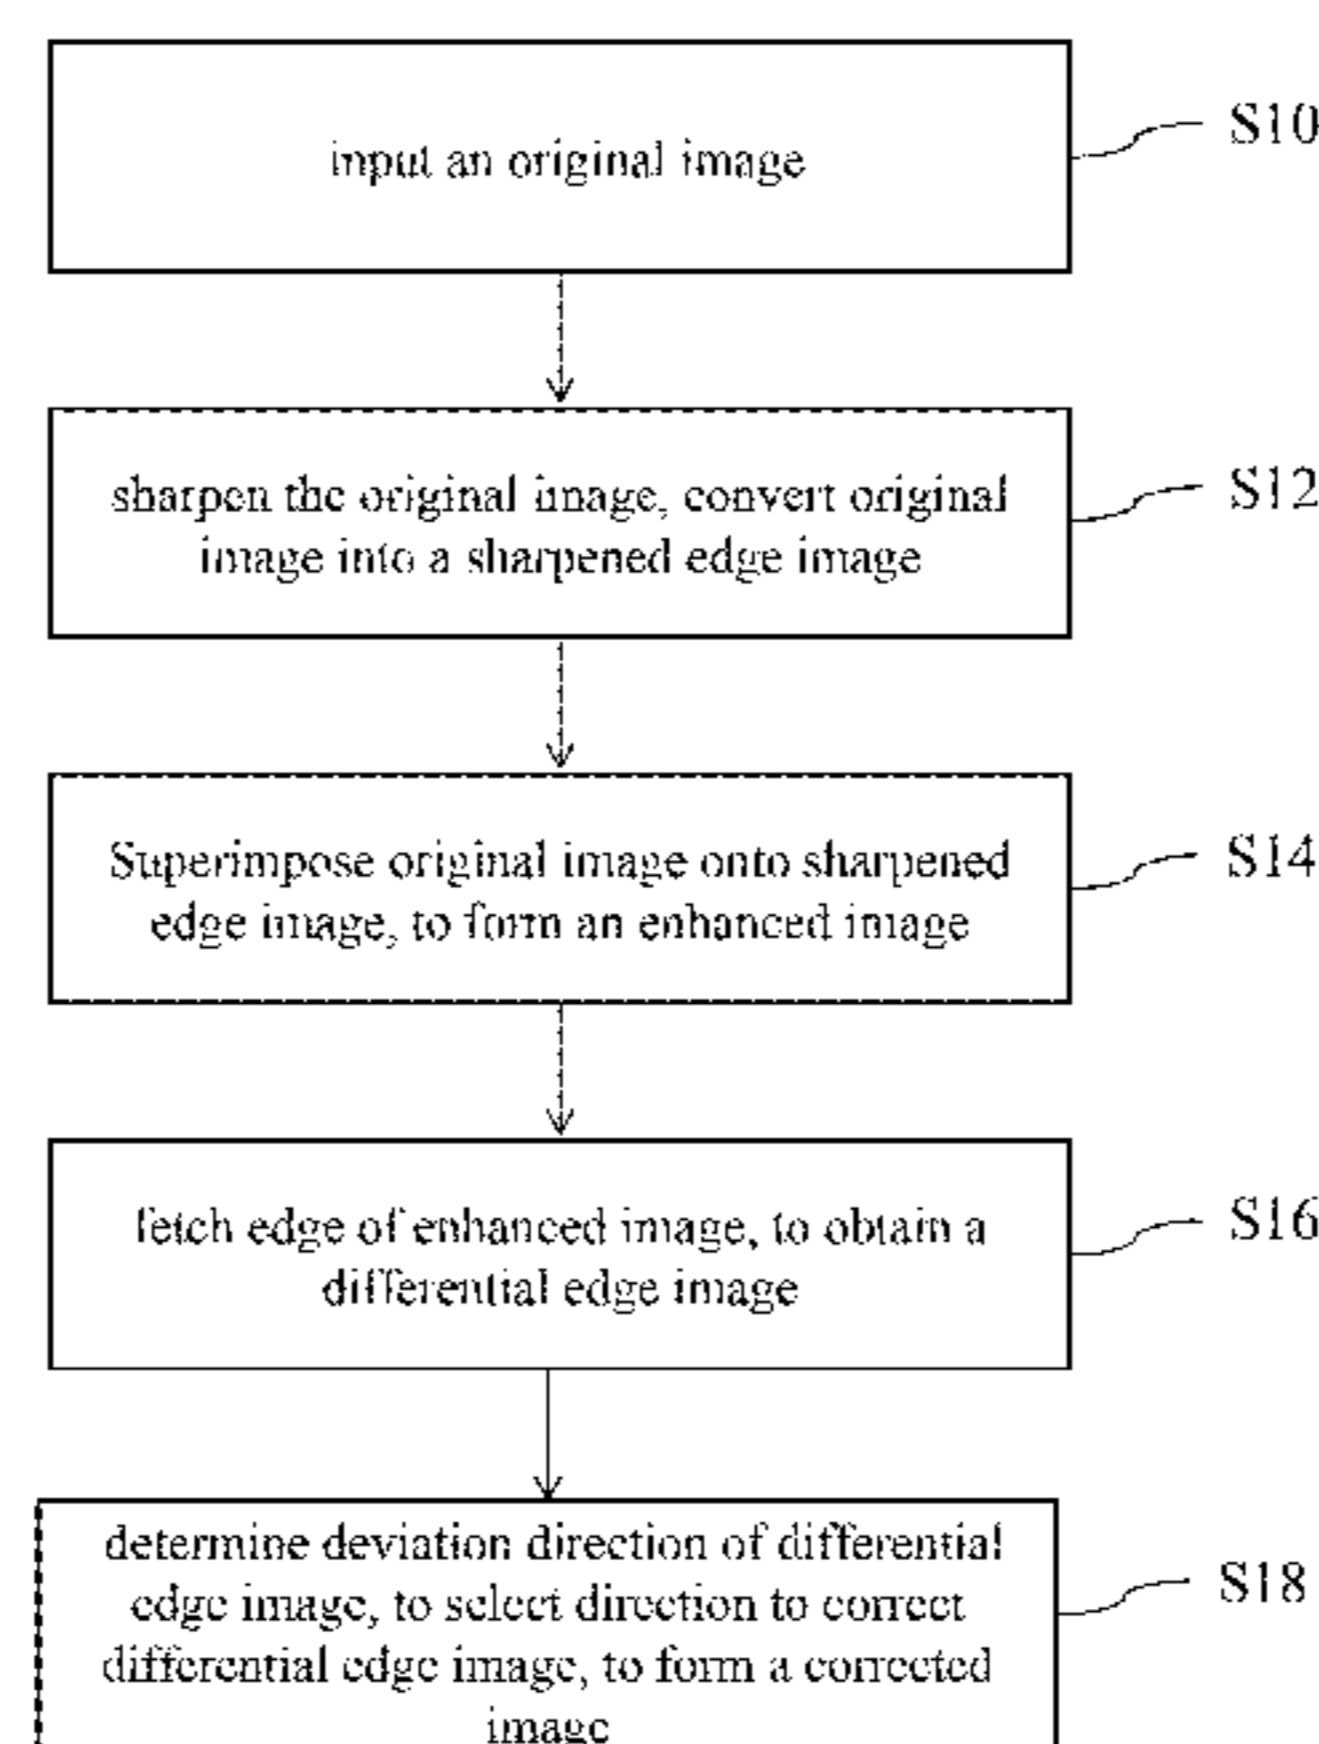 input an original image
S10
sharpen the original image, convert original
image into a sharpened edge image
S12
Superimpose original image onto sharpened
edge image, to form an enhanced image
S14
fetch edge of enhanced image, to obtain a
differential edge image
S16
determine deviation direction of differential
edge image, to select direction to correct
differential edge image, to form a corrected
image
S18